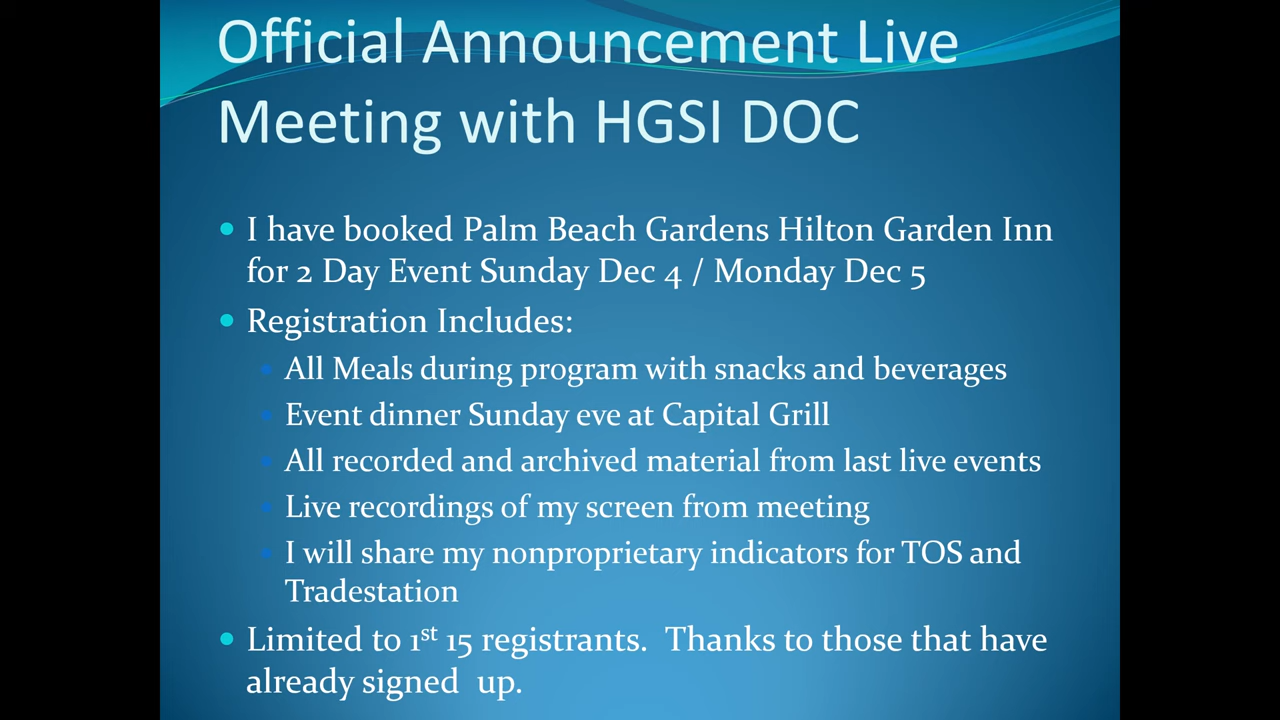 Official Announcement Live
Meeting with HGSI DOC
• I have booked Palm Beach Gardens Hilton Garden Inn
for 2 Day Event Sunday Dec 4 / Monday Dec 5
• Registration Includes:
• All Meals during program with snacks and beverages
• Event dinner Sunday eve at Capital Grill
• All recorded and archived material from last live events
• Live recordings of my screen from meeting
• I will share my nonproprietary indicators for TOS and
Tradestation
• Limited to 1st 15 registrants.  Thanks to those that have
already signed  up.